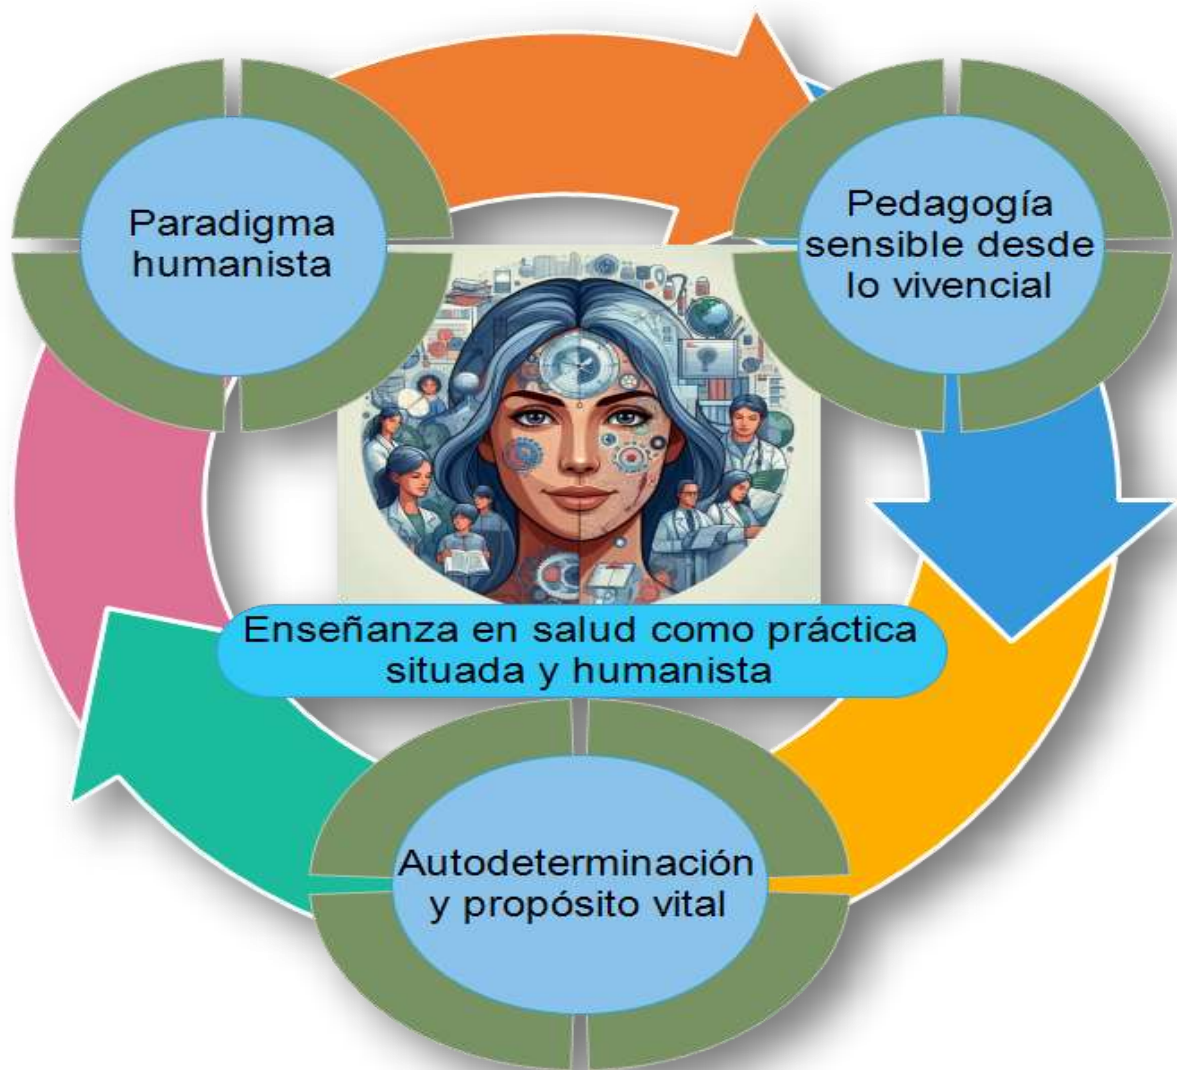 Paradigma
humanista
Pedagogía
sensible desde
lo vivencial
Enseñanza en salud como práctica
situada y humanista
Autodeterminación
y propósito vital